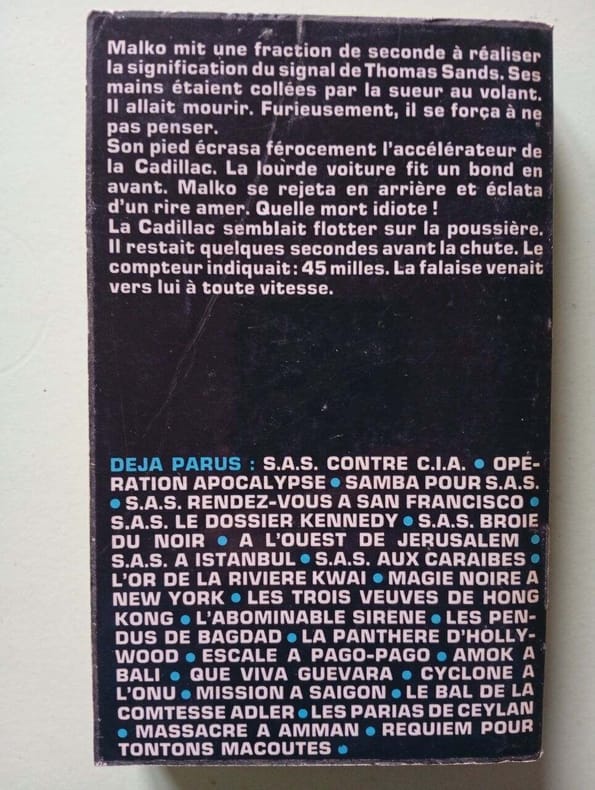 Malko mit une fraction de seconde à réaliser
la signification du signal de Thomas Sands. Ses
mains étaient collées par la sueur au volant.
Il allait mourir. Furieusement, il se força à ne
pas penser.
Son pied écrasa férocement l'accélérateur de
la Cadillac. La lourde voiture fit un bond en
avant. Malko se rejeta en arrière et éclata
d'un rire amer. Quelle mort idiote !
La Cadillac semblait flotter sur la poussière.
Il restait quelques secondes avant la chute. Le
compteur indiquait : 45 milles. La falaise venait
vers lui à toute vitesse.
DEJA PARUS : S.A.S. CONTRE C.I.A. • OPE-
RATION APOCALYPSE • SAMBA POUR S.A.S.
• S.A.S. RENDEZ-VOUS A SAN FRANCISCO •
S.A.S. LE DOSSIER KENNEDY • S.A.S. BROIE
DU NOIR • A L'OUEST DE JERUSALEM •
S.A.S. A ISTANBUL • S.A.S. AUX CARAIBES •
L'OR DE LA RIVIERE KWAI • MAGIE NOIRE A
NEW YORK • LES TROIS VEUVES DE HONG
KONG • L'ABOMINABLE SIRENE • LES PEN-
DUS DE BAGDAD • LA PANTHERE D'HOLLY-
WOOD • ESCALE A PAGO-PAGO • AMOK A
BALI • QUE VIVA GUEVARA • CYCLONE A
L'ONU • MISSION A SAIGON • LE BAL DE LA
COMTESSE ADLER • LES PARIAS DE CEYLAN
• MASSACRE A AMMAN • REQUIEM POUR
TONTONS MACOUTES •